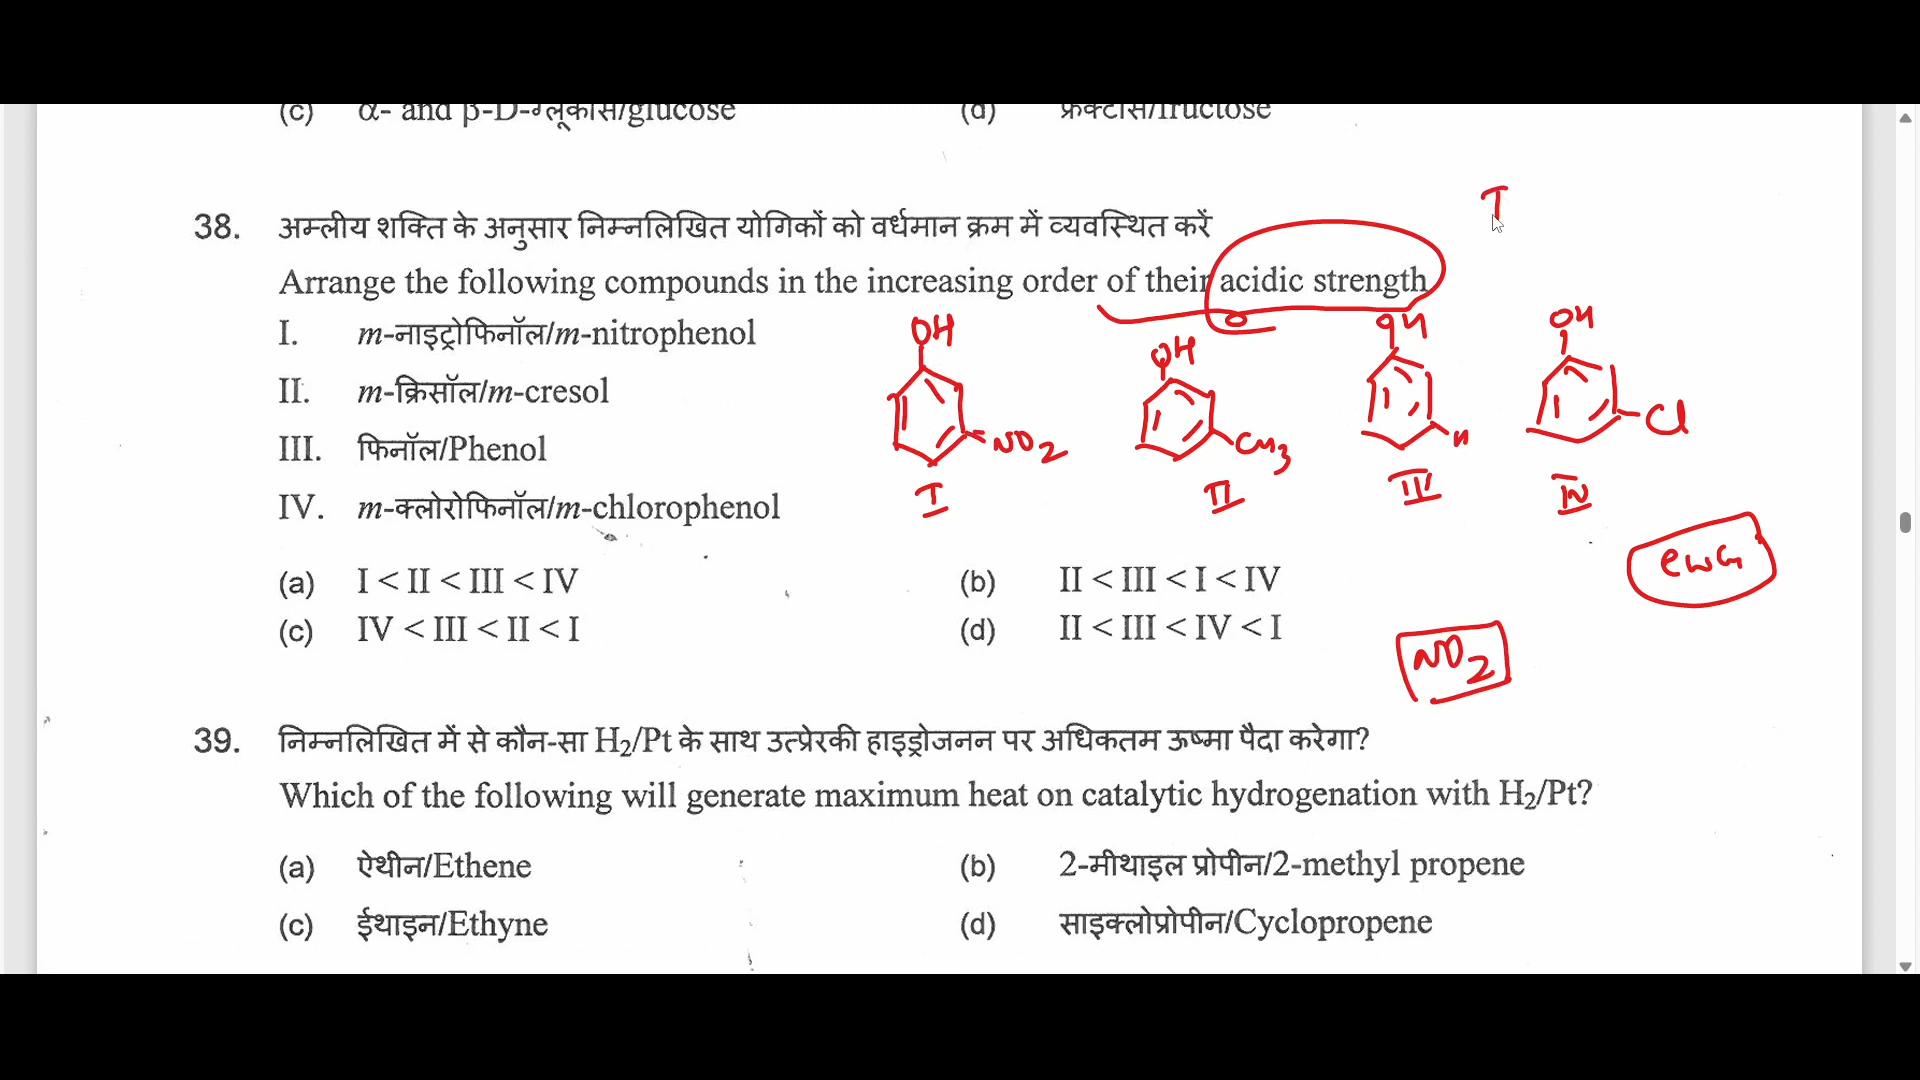 (c) α- and β-D-ग्लूकोस/glucose (d) फ्रक्टोस/fructose
38. अम्लीय शक्ति के अनुसार निम्नलिखित योगिकों को वर्धमान क्रम में व्यवस्थित करें
Arrange the following compounds in the increasing order of their acidic strength
I. m-नाइट्रोफिनॉल/m-nitrophenol
II. m-क्रिसॉल/m-cresol
III. फिनॉल/Phenol
IV. m-क्लोरोफिनॉल/m-chlorophenol
I
OH
NO2
I
OH
CH3
II
OH
H
III
OH
Cl
IV
EWG
NO2
(a) I < II < III < IV (b) II < III < I < IV
(c) IV < III < II < I (d) II < III < IV < I
39. निम्नलिखित में से कौन-सा H₂/Pt के साथ उत्प्रेरकी हाइड्रोजनन पर अधिकतम ऊष्मा पैदा करेगा?
Which of the following will generate maximum heat on catalytic hydrogenation with H₂/Pt?
(a) ऐथीन/Ethene (b) 2-मीथाइल प्रोपीन/2-methyl propene
(c) ईथाइन/Ethyne (d) साइक्लोप्रोपीन/Cyclopropene